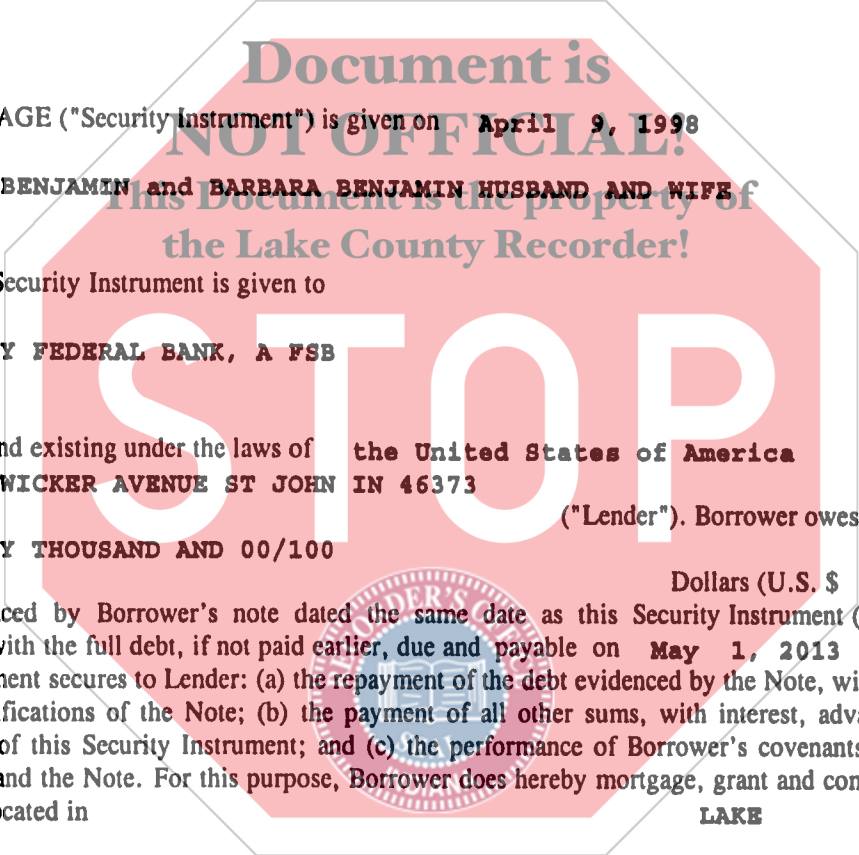 Document is
AGE ("Security Instrument") is given on April 9, 1998
NOT OFFICIAL!
BENJAMIN and BARBARA BENJAMIN HUSBAND AND WIFE
This Document is the property of
the Lake County Recorder!
Security Instrument is given to
STOP
Y FEDERAL BANK, A FSB
nd existing under the laws of the United States of America
WICKER AVENUE ST JOHN IN 46373
("Lender"). Borrower owes
Y THOUSAND AND 00/100
Dollars (U.S. $
ced by Borrower's note dated the same date as this Security Instrument (
with the full debt, if not paid earlier, due and payable on May 1, 2013
ment secures to Lender: (a) the repayment of the debt evidenced by the Note, wi
fications of the Note; (b) the payment of all other sums, with interest, adva
of this Security Instrument; and (c) the performance of Borrower's covenants
and the Note. For this purpose, Borrower does hereby mortgage, grant and con
cated in LAKE